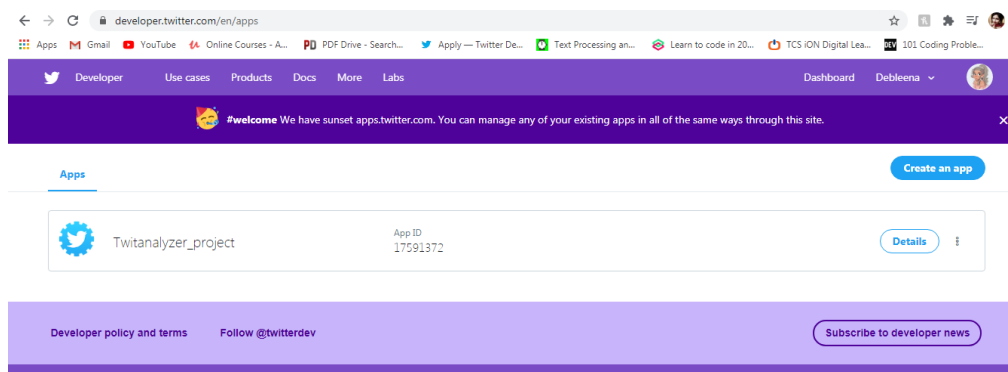 developer.twitter.com/en/apps
Apps Gmail YouTube Online Courses - A... PDF Drive - Search... Apply — Twitter De... Text Processing an... Learn to code in 20... TCS iON Digital Lea... 101 Coding Proble...
Developer Use cases Products Docs More Labs Dashboard Debleena
#welcome We have sunset apps.twitter.com. You can manage any of your existing apps in all of the same ways through this site.
Apps Create an app
Twitanalyzer_project
App ID
17591372
Details
Developer policy and terms Follow @twitterdev Subscribe to developer news